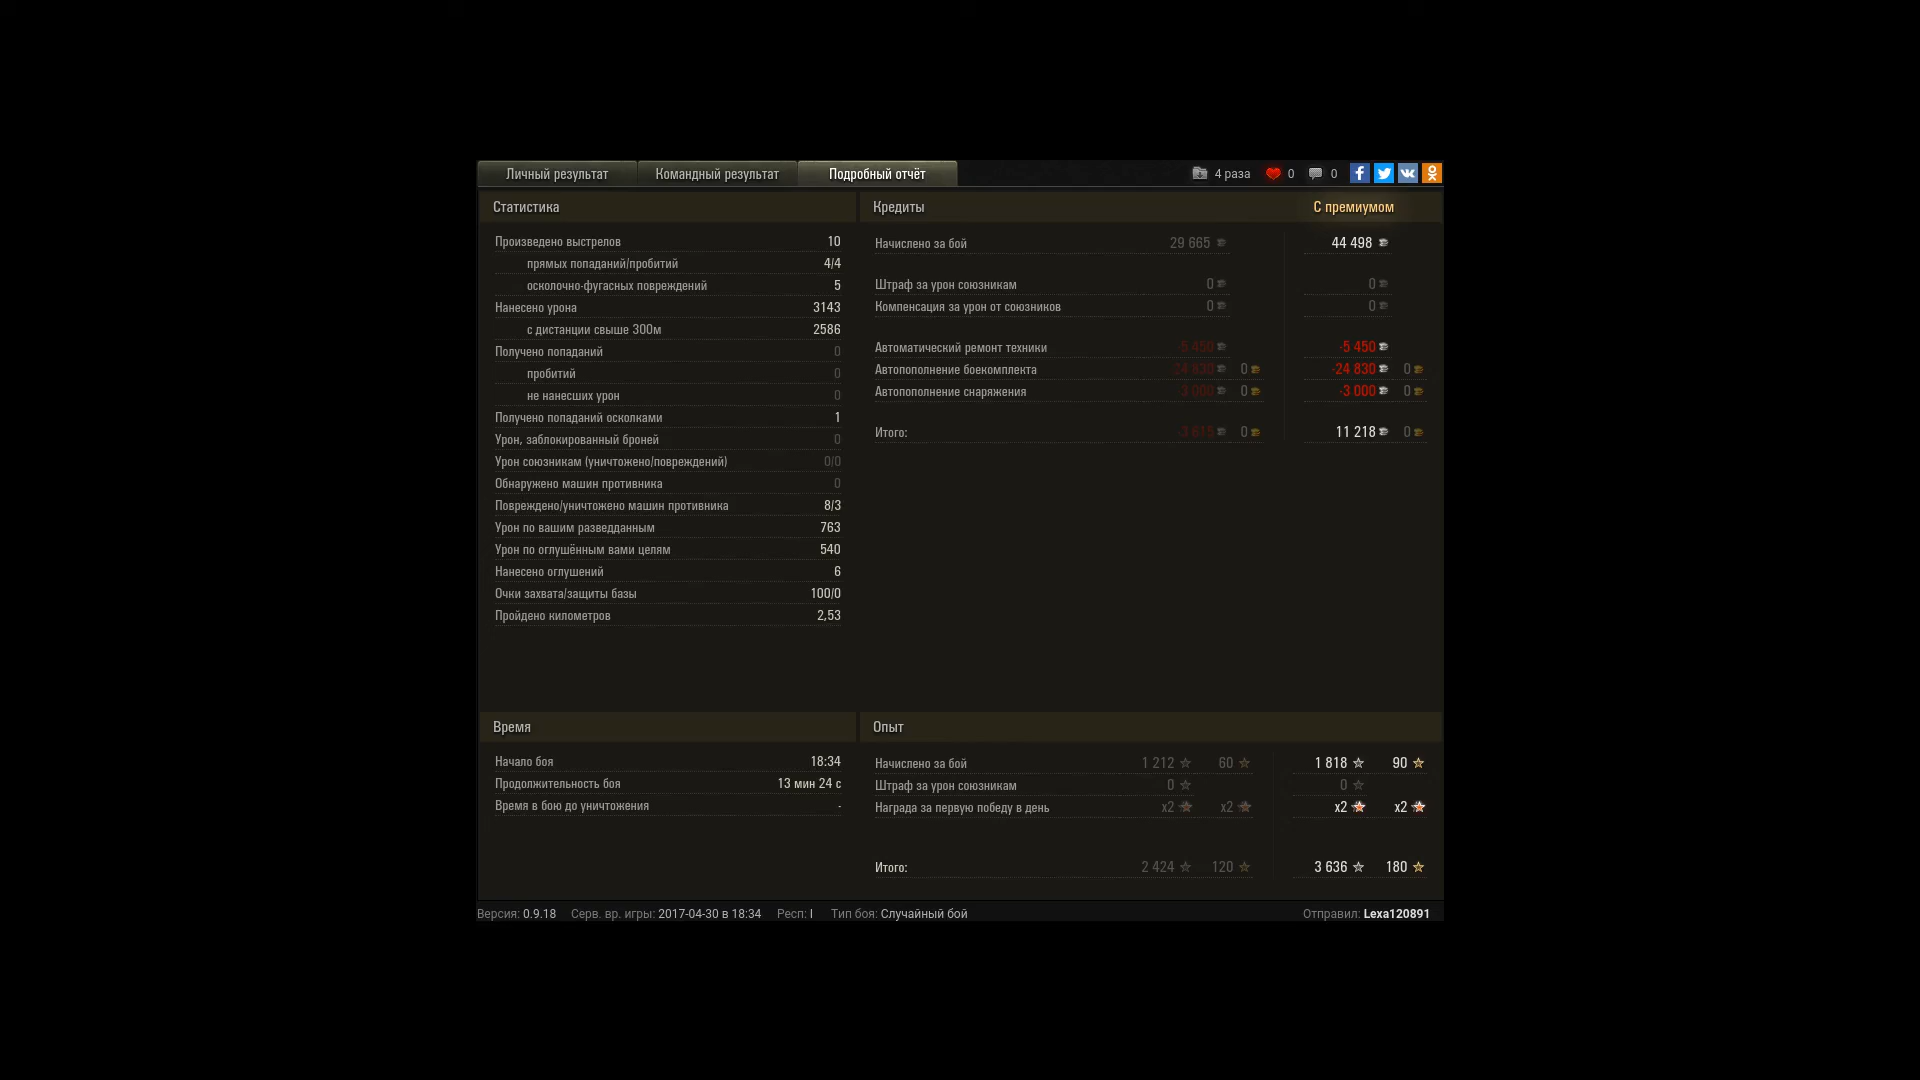 Личный результат Командный результат Подробный отчёт 4 раза 0 0
Статистика
Произведено выстрелов 10
прямых попаданий/пробитий 4/4
осколочно-фугасных повреждений 5
Нанесено урона 3143
с дистанции свыше 300м 2586
Получено попаданий 0
пробитий 0
не нанесших урон 0
Получено попаданий осколками 1
Урон, заблокированный броней 0
Урон союзникам (уничтожено/повреждений) 0/0
Обнаружено машин противника 0
Повреждено/уничтожено машин противника 8/3
Урон по вашим разведданным 763
Урон по оглушённым вами целям 540
Нанесено оглушений 6
Очки захвата/защиты базы 100/0
Пройдено километров 2,53
Кредиты С премиумом
Начислено за бой 29 665 44 498
Штраф за урон союзникам 0 0
Компенсация за урон от союзников 0 0
Автоматический ремонт техники -5 450 -5 450
Автопополнение боекомплекта -24 830 0 -24 830 0
Автопополнение снаряжения -3 000 0 -3 000 0
Итого: -3 615 0 11 218 0
Время
Начало боя 18:34
Продолжительность боя 13 мин 24 с
Время в бою до уничтожения -
Опыт
Начислено за бой 1 212 60 1 818 90
Штраф за урон союзникам 0 0
Награда за первую победу в день x2 x2 x2 x2
Итого: 2 424 120 3 636 180
Версия: 0.9.18 Серв. вр. игры: 2017-04-30 в 18:34 Респ: I Тип боя: Случайный бой Отправил: Lexa120891